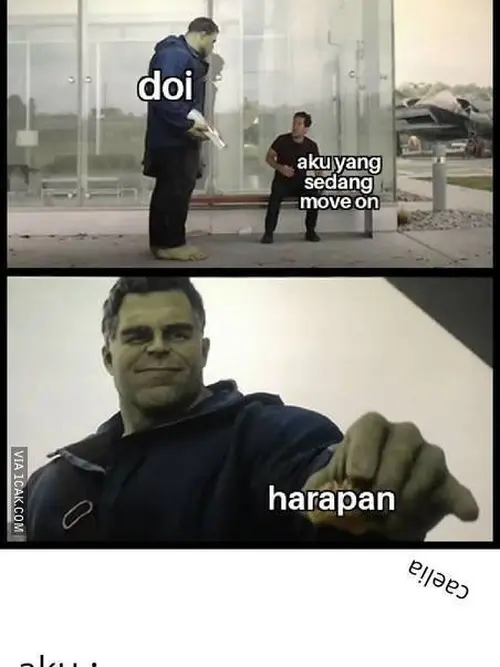 doi
aku yang
sedang
move on
harapan
VIA 1CAK.COM
caelia
aku :